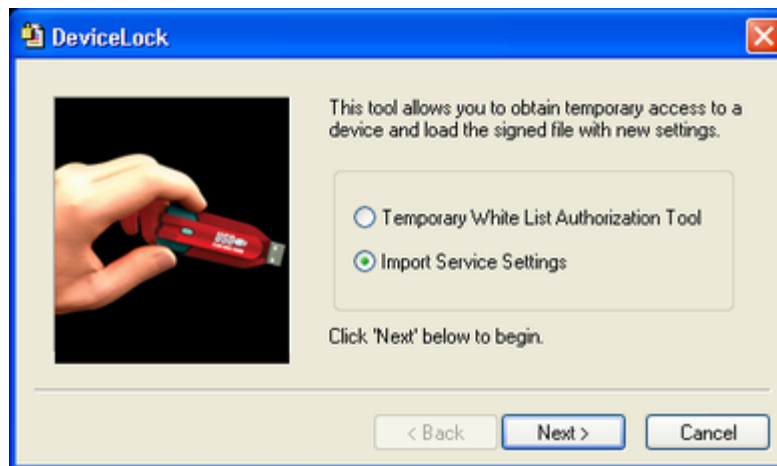 DeviceLock
This tool allows you to obtain temporary access to a
device and load the signed file with new settings.
Temporary White List Authorization Tool
Import Service Settings
USB
Click 'Next' below to begin.
< Back
Next >
Cancel